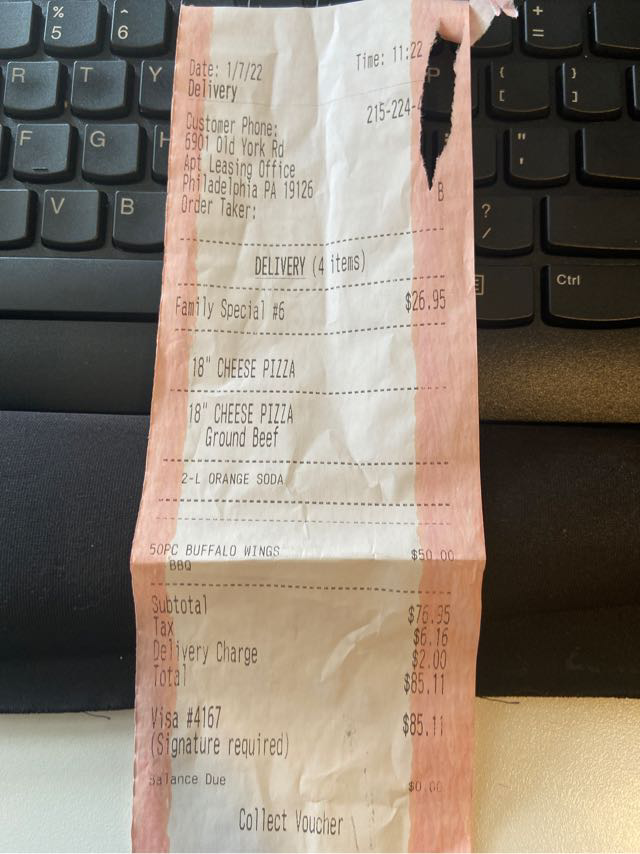 % 5
^ 6
+ =
R T Y P { [ } ]
F G H " '
V B ? /
Ctrl
Date: 1/7/22 Time: 11:22
Delivery
Customer Phone: 215-224-
6901 Old York Rd
Apt Leasing Office
Philadelphia PA 19126
Order Taker: B
DELIVERY (4 items)
Family Special #6 $26.95
18" CHEESE PIZZA
18" CHEESE PIZZA
Ground Beef
2-L ORANGE SODA
50PC BUFFALO WINGS $50.00
BBQ
Subtotal $76.95
Tax $6.16
Delivery Charge $2.00
Total $85.11
Visa #4167 $85.11
(Signature required)
Balance Due $0.00
Collect Voucher